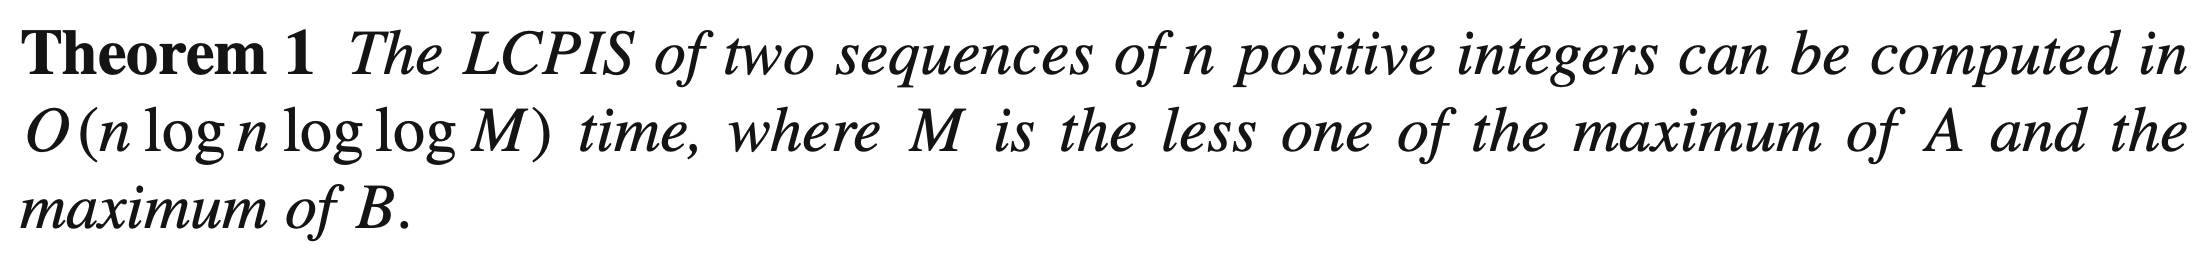 Theorem 1 The LCPIS of two sequences of n positive integers can be computed in
O(n log n log log M) time, where M is the less one of the maximum of A and the
maximum of B.